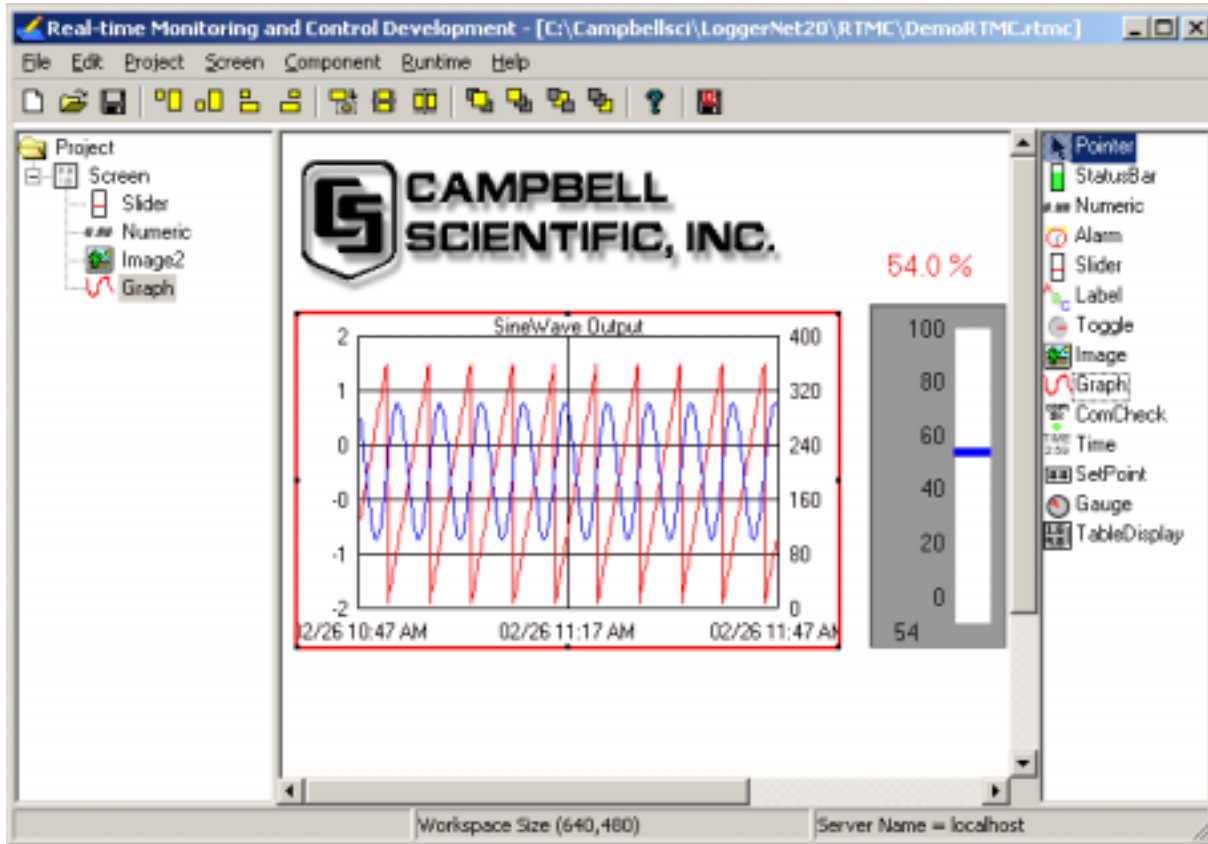 Real-time Monitoring and Control Development - [C:\Campbellsci\LoggerNet20\RTMC\DemoRTMC.rtmc]
File Edit Project Screen Component Runtime Help
Project
Screen
Slider
#.## Numeric
Image2
Graph
CAMPBELL
SCIENTIFIC, INC.
54.0 %
SineWave Output
2
1
0
-0
-1
-2
400
320
240
160
80
0
02/26 10:47 AM 02/26 11:17 AM 02/26 11:47 AM
100
80
60
40
20
0
54
Pointer
StatusBar
#.## Numeric
Alarm
Slider
Label
Toggle
Image
Graph
ComCheck
Time
SetPoint
Gauge
TableDisplay
Workspace Size (640,480)
Server Name = localhost